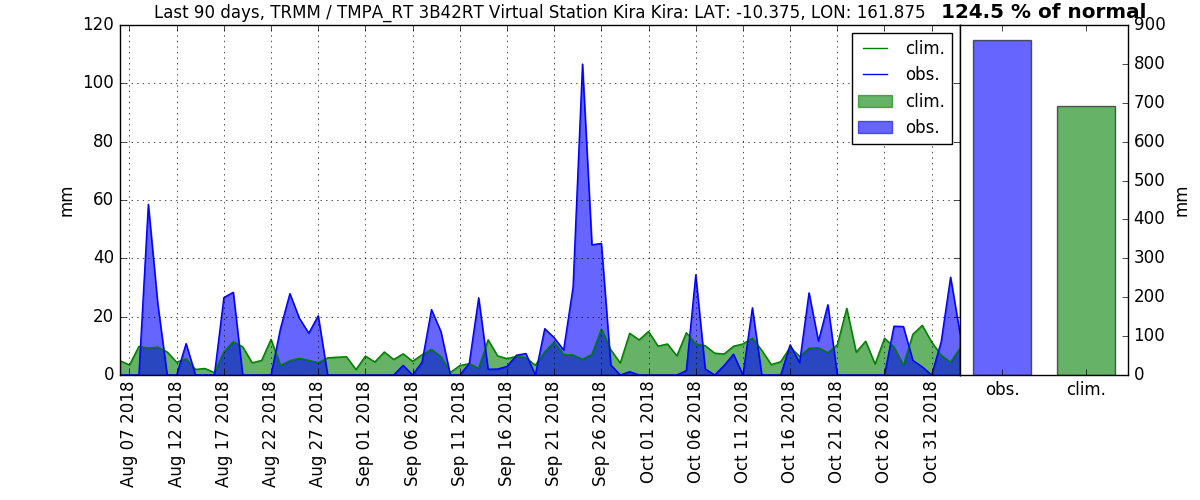 Last 90 days, TRMM / TMPA_RT 3B42RT Virtual Station Kira Kira: LAT: -10.375, LON: 161.875 124.5 % of normal
120
100
80
60
40
20
0
mm
clim.
obs.
clim.
obs.
900
800
700
600
500
400
300
200
100
0
mm
Aug 07 2018
Aug 12 2018
Aug 17 2018
Aug 22 2018
Aug 27 2018
Sep 01 2018
Sep 06 2018
Sep 11 2018
Sep 16 2018
Sep 21 2018
Sep 26 2018
Oct 01 2018
Oct 06 2018
Oct 11 2018
Oct 16 2018
Oct 21 2018
Oct 26 2018
Oct 31 2018
obs. clim.